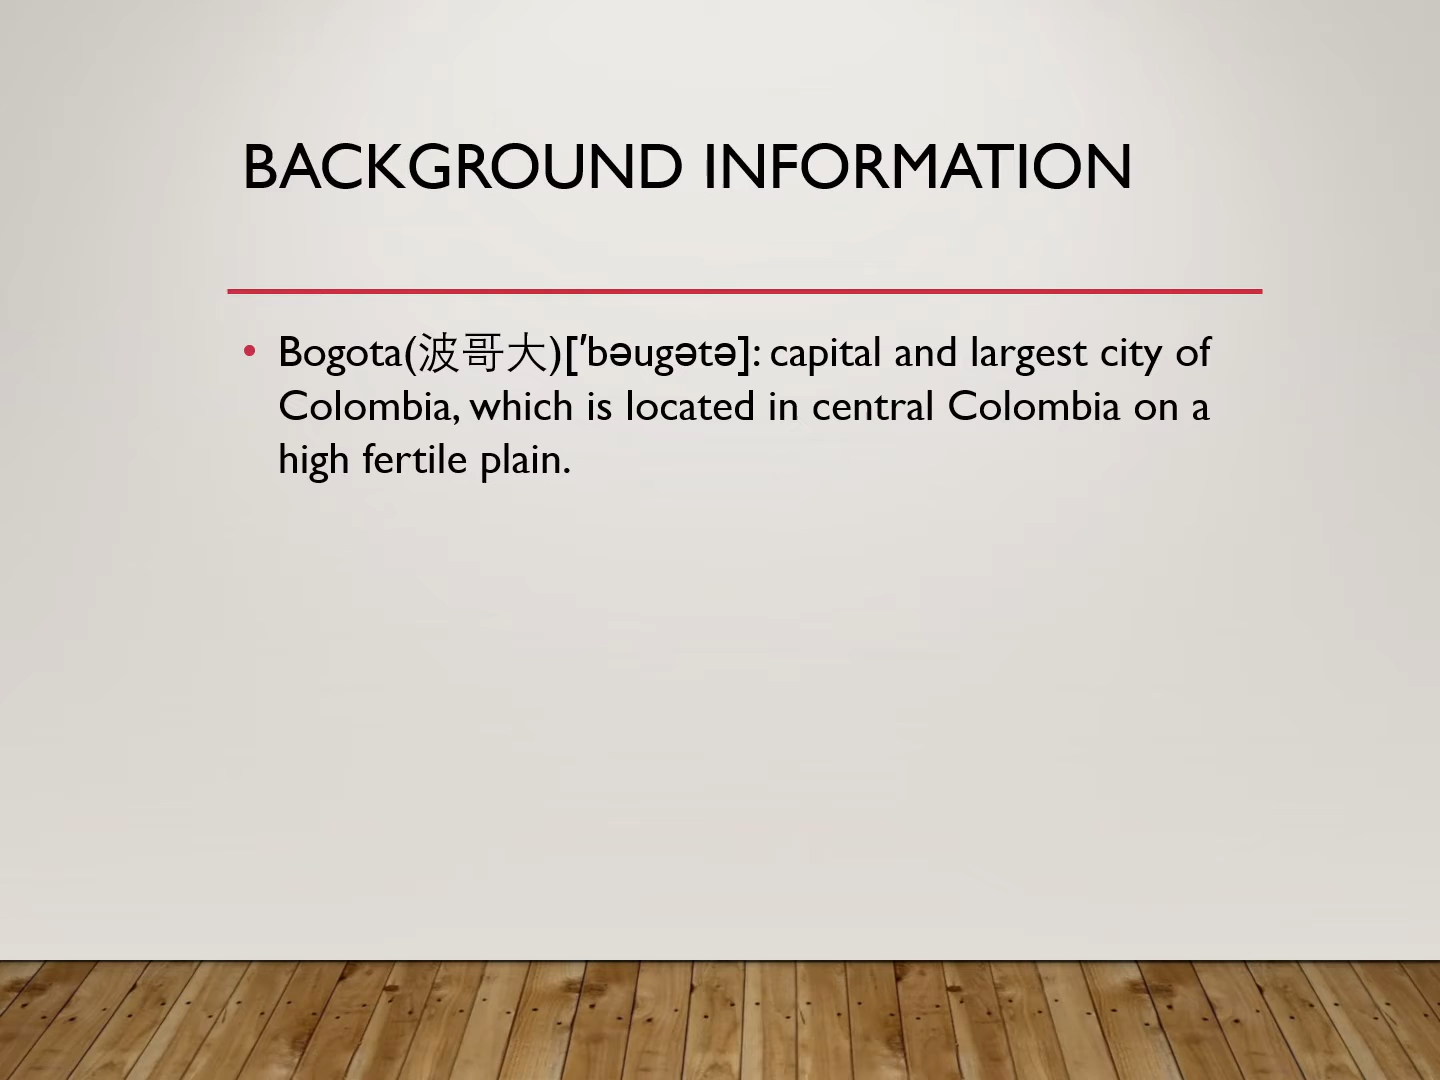 BACKGROUND INFORMATION
• Bogota(波哥大)[′bəugətə]: capital and largest city of
Colombia, which is located in central Colombia on a
high fertile plain.